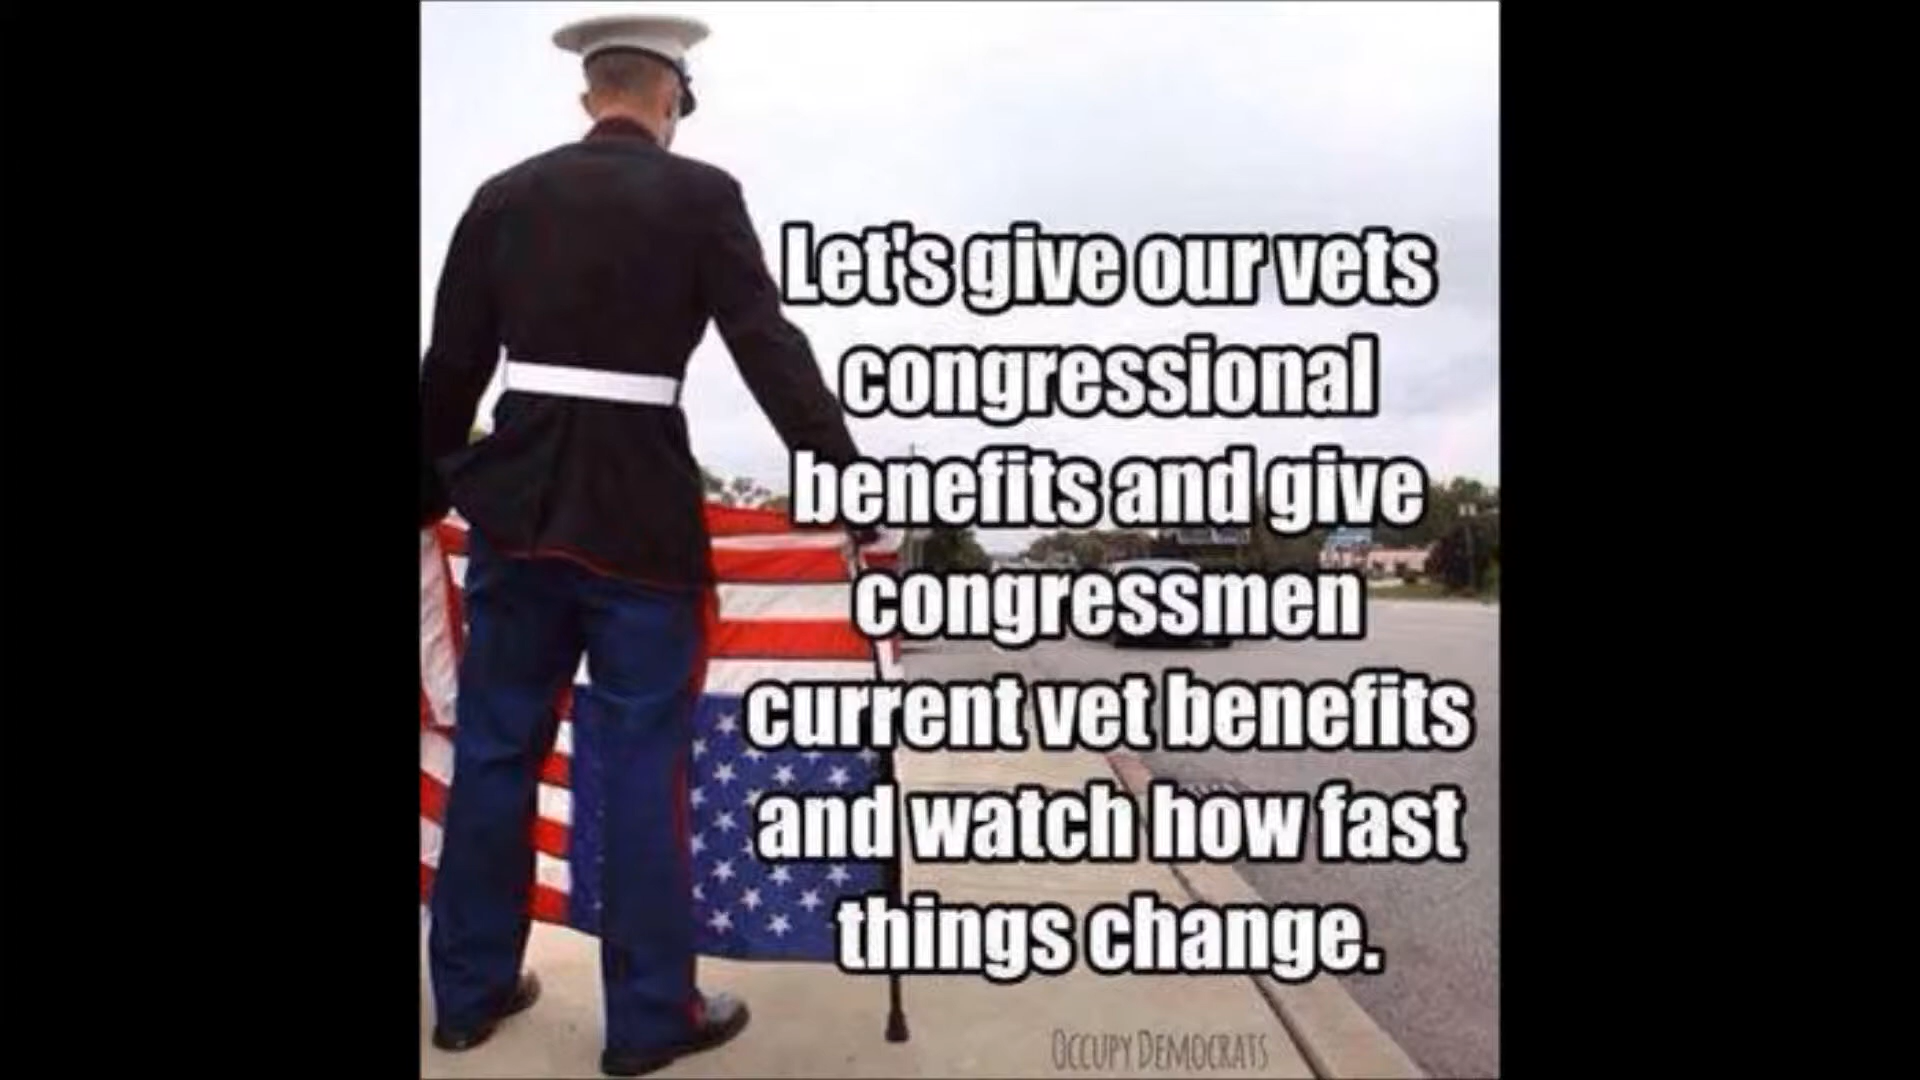 Let's give our vets
congressional
benefits and give
congressmen
current vet benefits
and watch how fast
things change.
OCCUPY DEMOCRATS